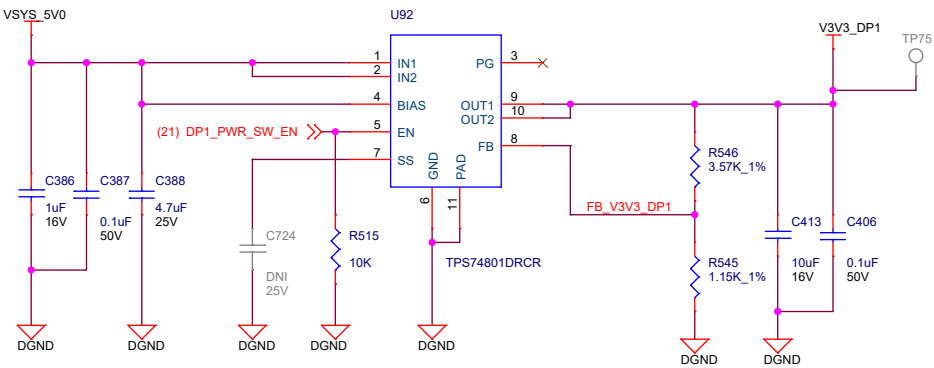 VSYS_5V0
U92
V3V3_DP1
TP75
1
IN1
2
IN2
PG
3
4
BIAS
OUT1
9
OUT2
10
(21) DP1_PWR_SW_EN
5
EN
FB
8
7
SS
GND
PAD
6
11
R546
3.57K_1%
FB_V3V3_DP1
C386
1uF
16V
C387
0.1uF
50V
C388
4.7uF
25V
C724
DNI
25V
R515
10K
TPS74801DRCR
R545
1.15K_1%
C413
10uF
16V
C406
0.1uF
50V
DGND
DGND
DGND
DGND
DGND
DGND
DGND